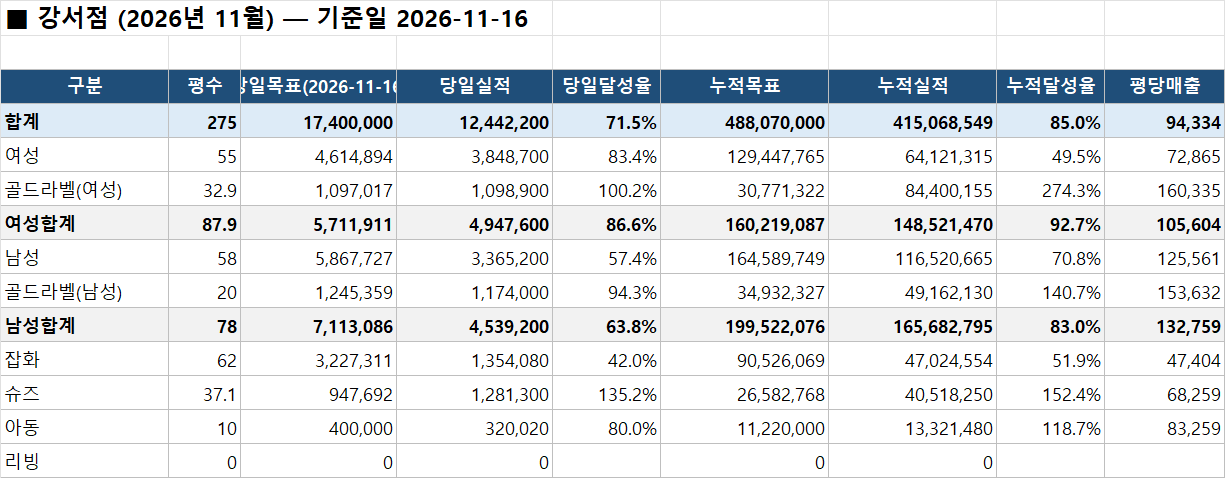 ■ 강서점 (2026년 11월) — 기준일 2026-11-16
구분 평수 당일목표(2026-11-16 당일실적 당일달성율 누적목표 누적실적 누적달성율 평당매출
합계 275 17,400,000 12,442,200 71.5% 488,070,000 415,068,549 85.0% 94,334
여성 55 4,614,894 3,848,700 83.4% 129,447,765 64,121,315 49.5% 72,865
골드라벨(여성) 32.9 1,097,017 1,098,900 100.2% 30,771,322 84,400,155 274.3% 160,335
여성합계 87.9 5,711,911 4,947,600 86.6% 160,219,087 148,521,470 92.7% 105,604
남성 58 5,867,727 3,365,200 57.4% 164,589,749 116,520,665 70.8% 125,561
골드라벨(남성) 20 1,245,359 1,174,000 94.3% 34,932,327 49,162,130 140.7% 153,632
남성합계 78 7,113,086 4,539,200 63.8% 199,522,076 165,682,795 83.0% 132,759
잡화 62 3,227,311 1,354,080 42.0% 90,526,069 47,024,554 51.9% 47,404
슈즈 37.1 947,692 1,281,300 135.2% 26,582,768 40,518,250 152.4% 68,259
아동 10 400,000 320,020 80.0% 11,220,000 13,321,480 118.7% 83,259
리빙 0 0 0 0 0